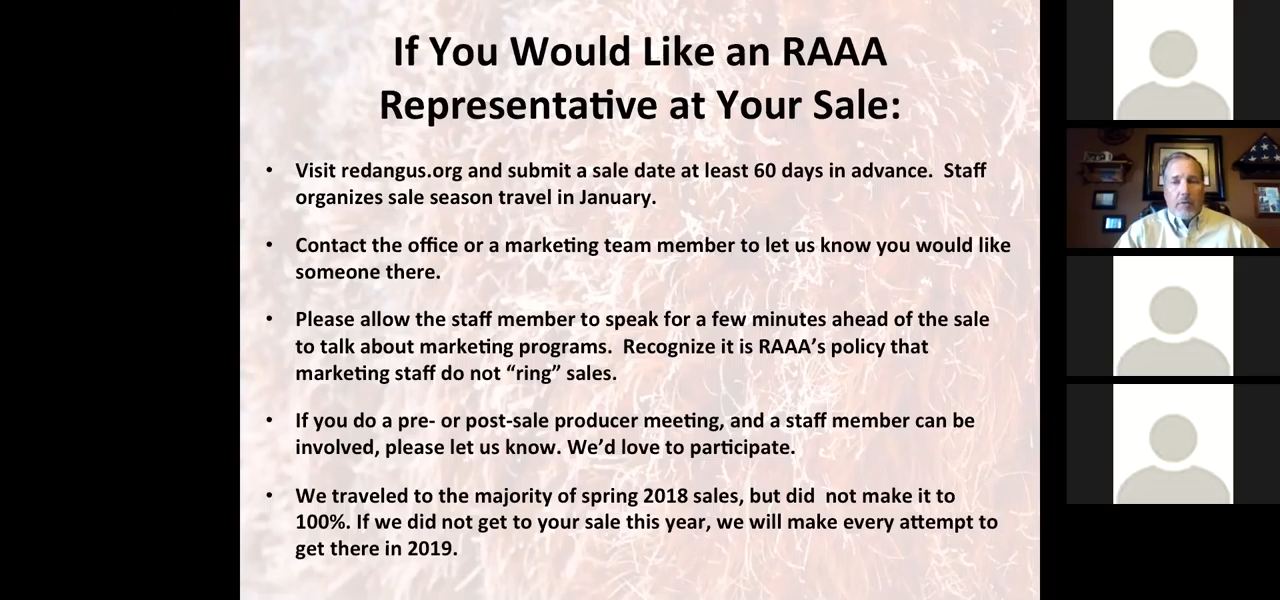 If You Would Like an RAAA
Representative at Your Sale:
• Visit redangus.org and submit a sale date at least 60 days in advance.  Staff
organizes sale season travel in January.
• Contact the office or a marketing team member to let us know you would like
someone there.
• Please allow the staff member to speak for a few minutes ahead of the sale
to talk about marketing programs.  Recognize it is RAAA’s policy that
marketing staff do not “ring” sales.
• If you do a pre- or post-sale producer meeting, and a staff member can be
involved, please let us know. We’d love to participate.
• We traveled to the majority of spring 2018 sales, but did  not make it to
100%. If we did not get to your sale this year, we will make every attempt to
get there in 2019.